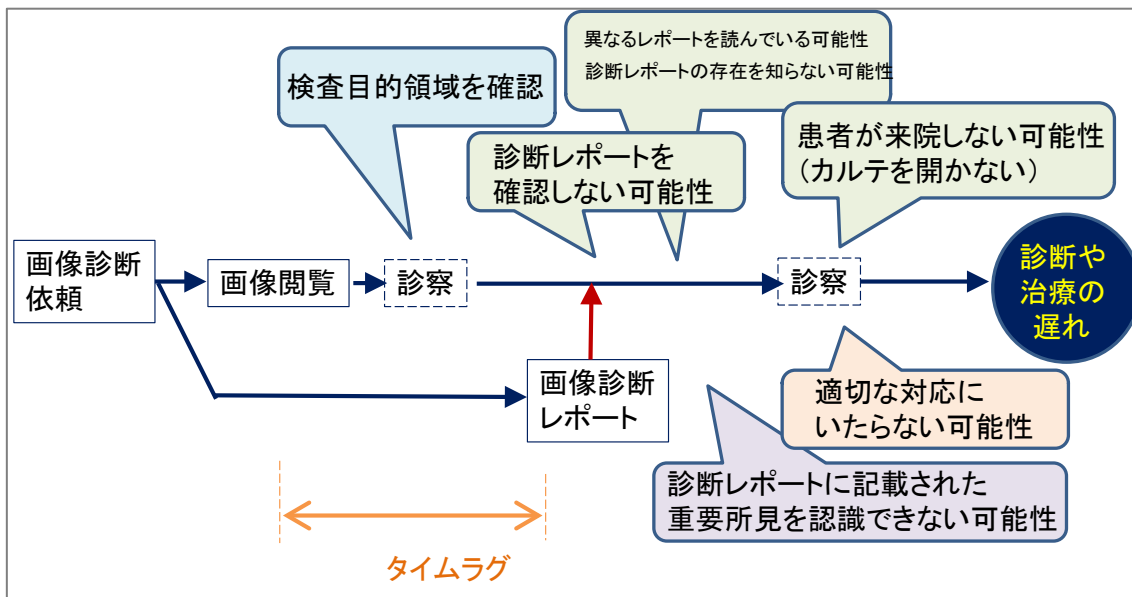 異なるレポートを読んでいる可能性
診断レポートの存在を知らない可能性
検査目的領域を確認
患者が来院しない可能性
(カルテを開かない)
診断レポートを
確認しない可能性
画像診断
依頼
画像閲覧
診察
診察
診断や
治療の
遅れ
画像診断
レポート
適切な対応に
いたらない可能性
診断レポートに記載された
重要所見を認識できない可能性
タイムラグ